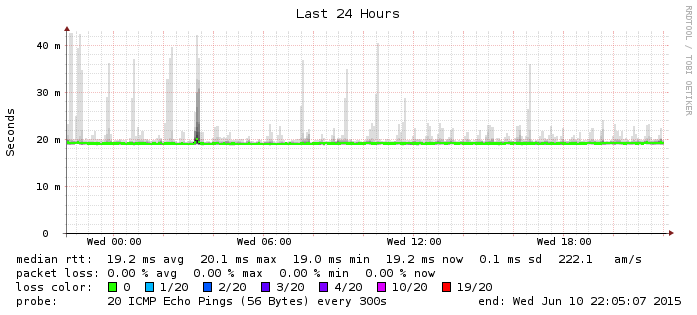 Last 24 Hours
RRDTOOL / TOBI OETIKER
Seconds
40 m
30 m
20 m
10 m
0
Wed 00:00 Wed 06:00 Wed 12:00 Wed 18:00
median rtt: 19.2 ms avg 20.1 ms max 19.0 ms min 19.2 ms now 0.1 ms sd 222.1 am/s
packet loss: 0.00 % avg 0.00 % max 0.00 % min 0.00 % now
loss color: 0 1/20 2/20 3/20 4/20 10/20 19/20
probe: 20 ICMP Echo Pings (56 Bytes) every 300s end: Wed Jun 10 22:05:07 2015